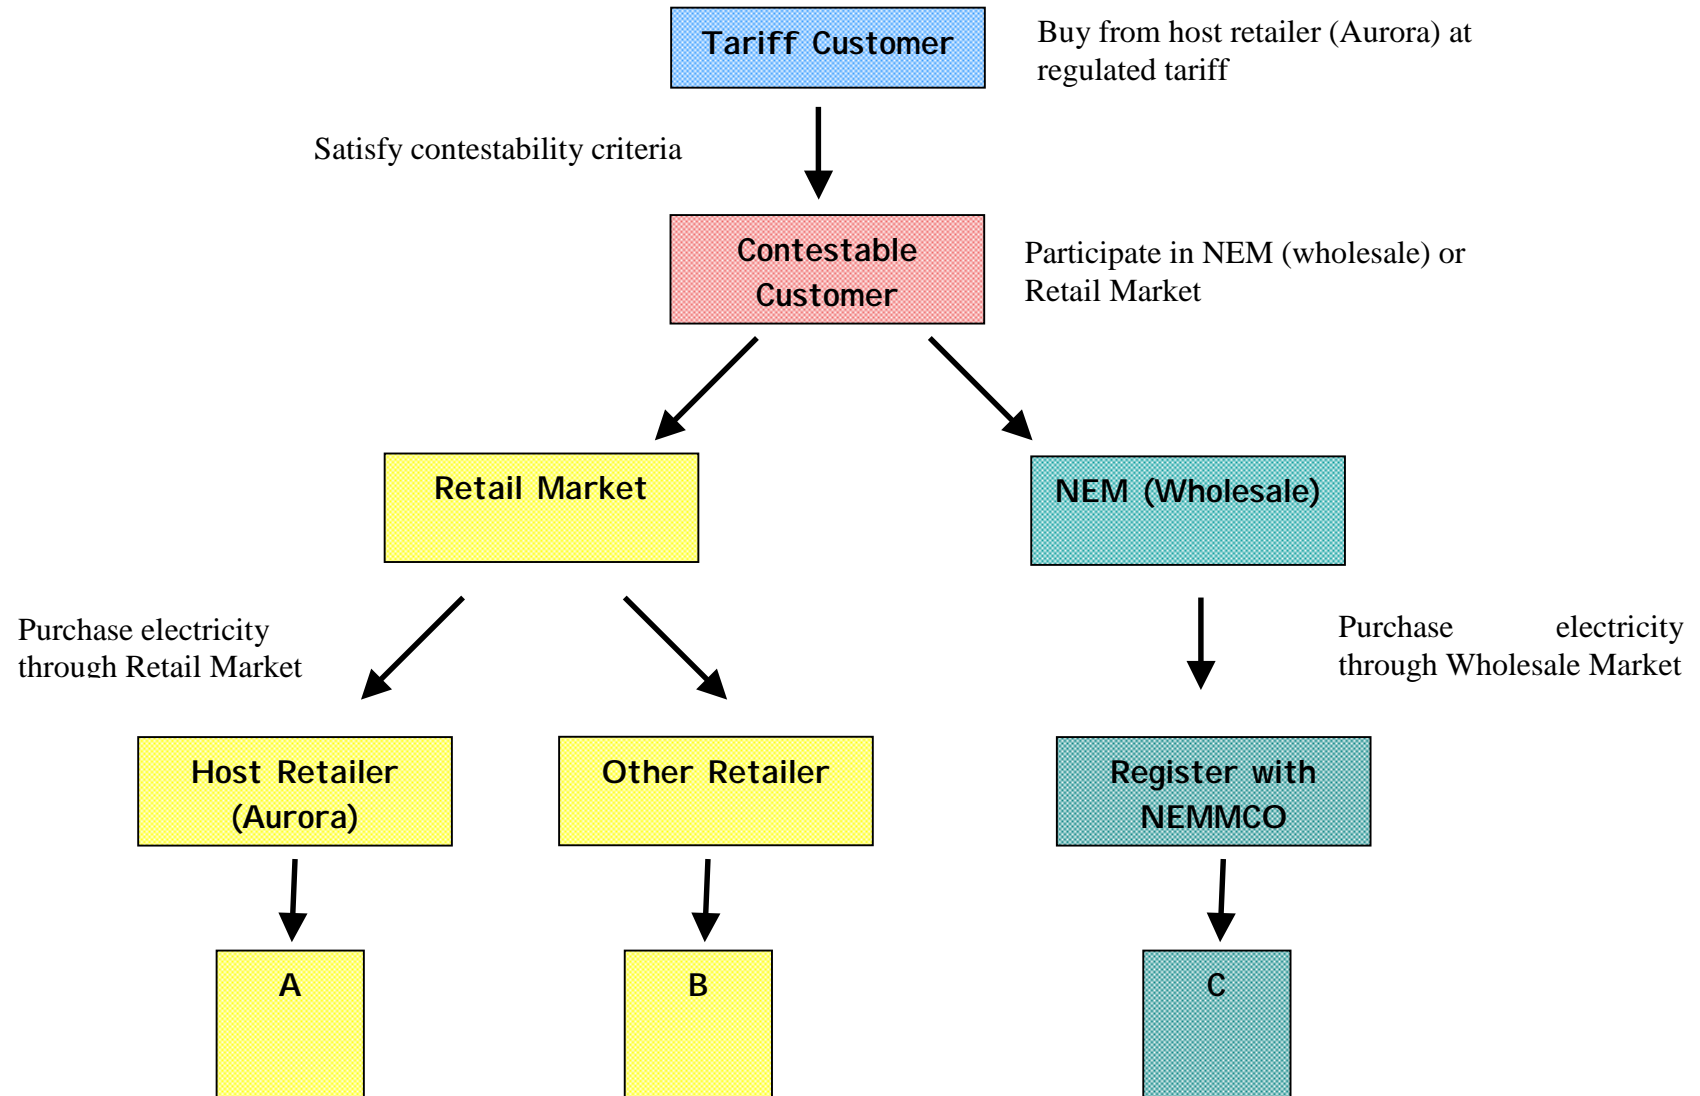 Tariff Customer
Buy from host retailer (Aurora) at
regulated tariff
Satisfy contestability criteria
Contestable
Customer
Participate in NEM (wholesale) or
Retail Market
Retail Market
NEM (Wholesale)
Purchase electricity
through Retail Market
Purchase electricity
through Wholesale Market
Host Retailer
(Aurora)
Other Retailer
Register with
NEMMCO
A
B
C